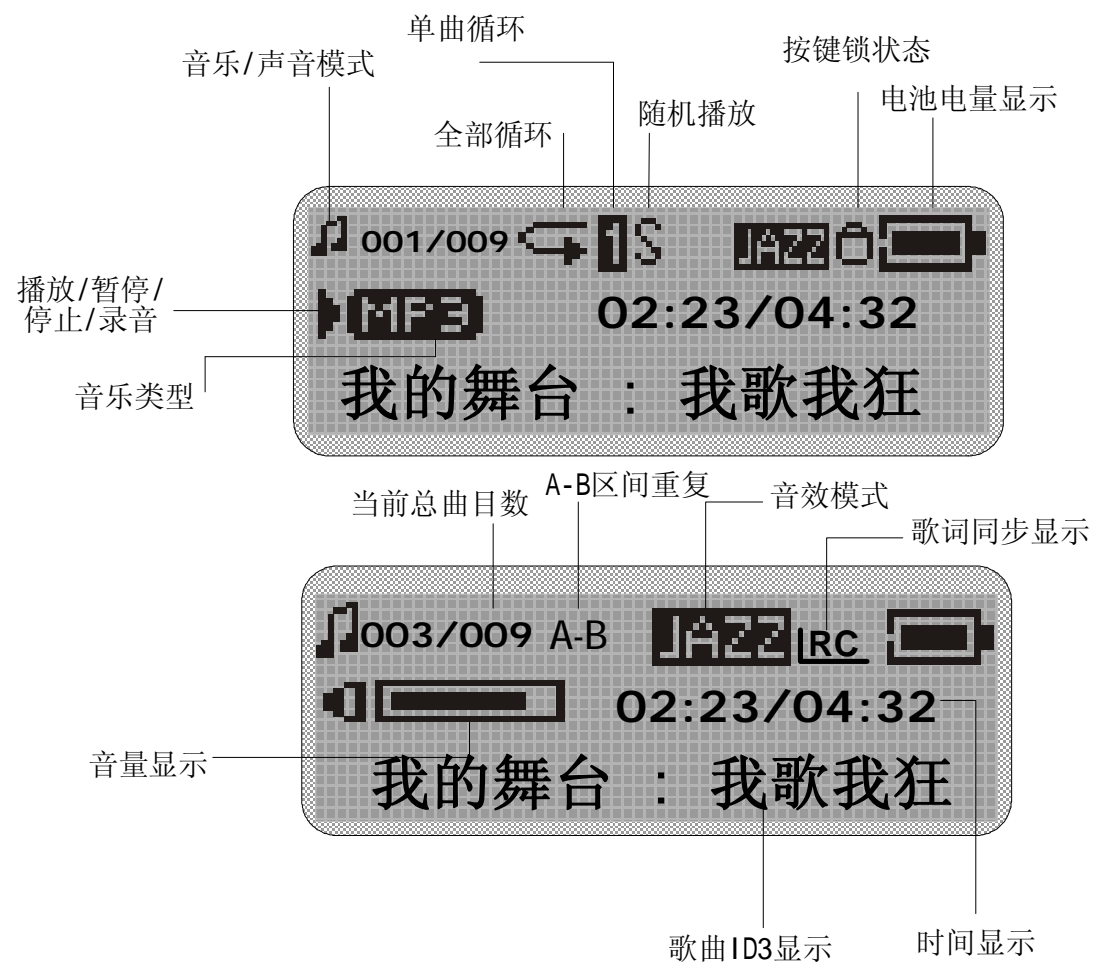 单曲循环
音乐/声音模式
按键锁状态
电池电量显示
随机播放
全部循环
001/009 1 S JAZZ
播放/暂停/
停止/录音
MP3 02:23/04:32
音乐类型
我的舞台 : 我歌我狂
A-B区间重复
当前总曲目数
音效模式
歌词同步显示
003/009 A-B JAZZ LRC
02:23/04:32
音量显示
我的舞台 : 我歌我狂
歌曲ID3显示
时间显示